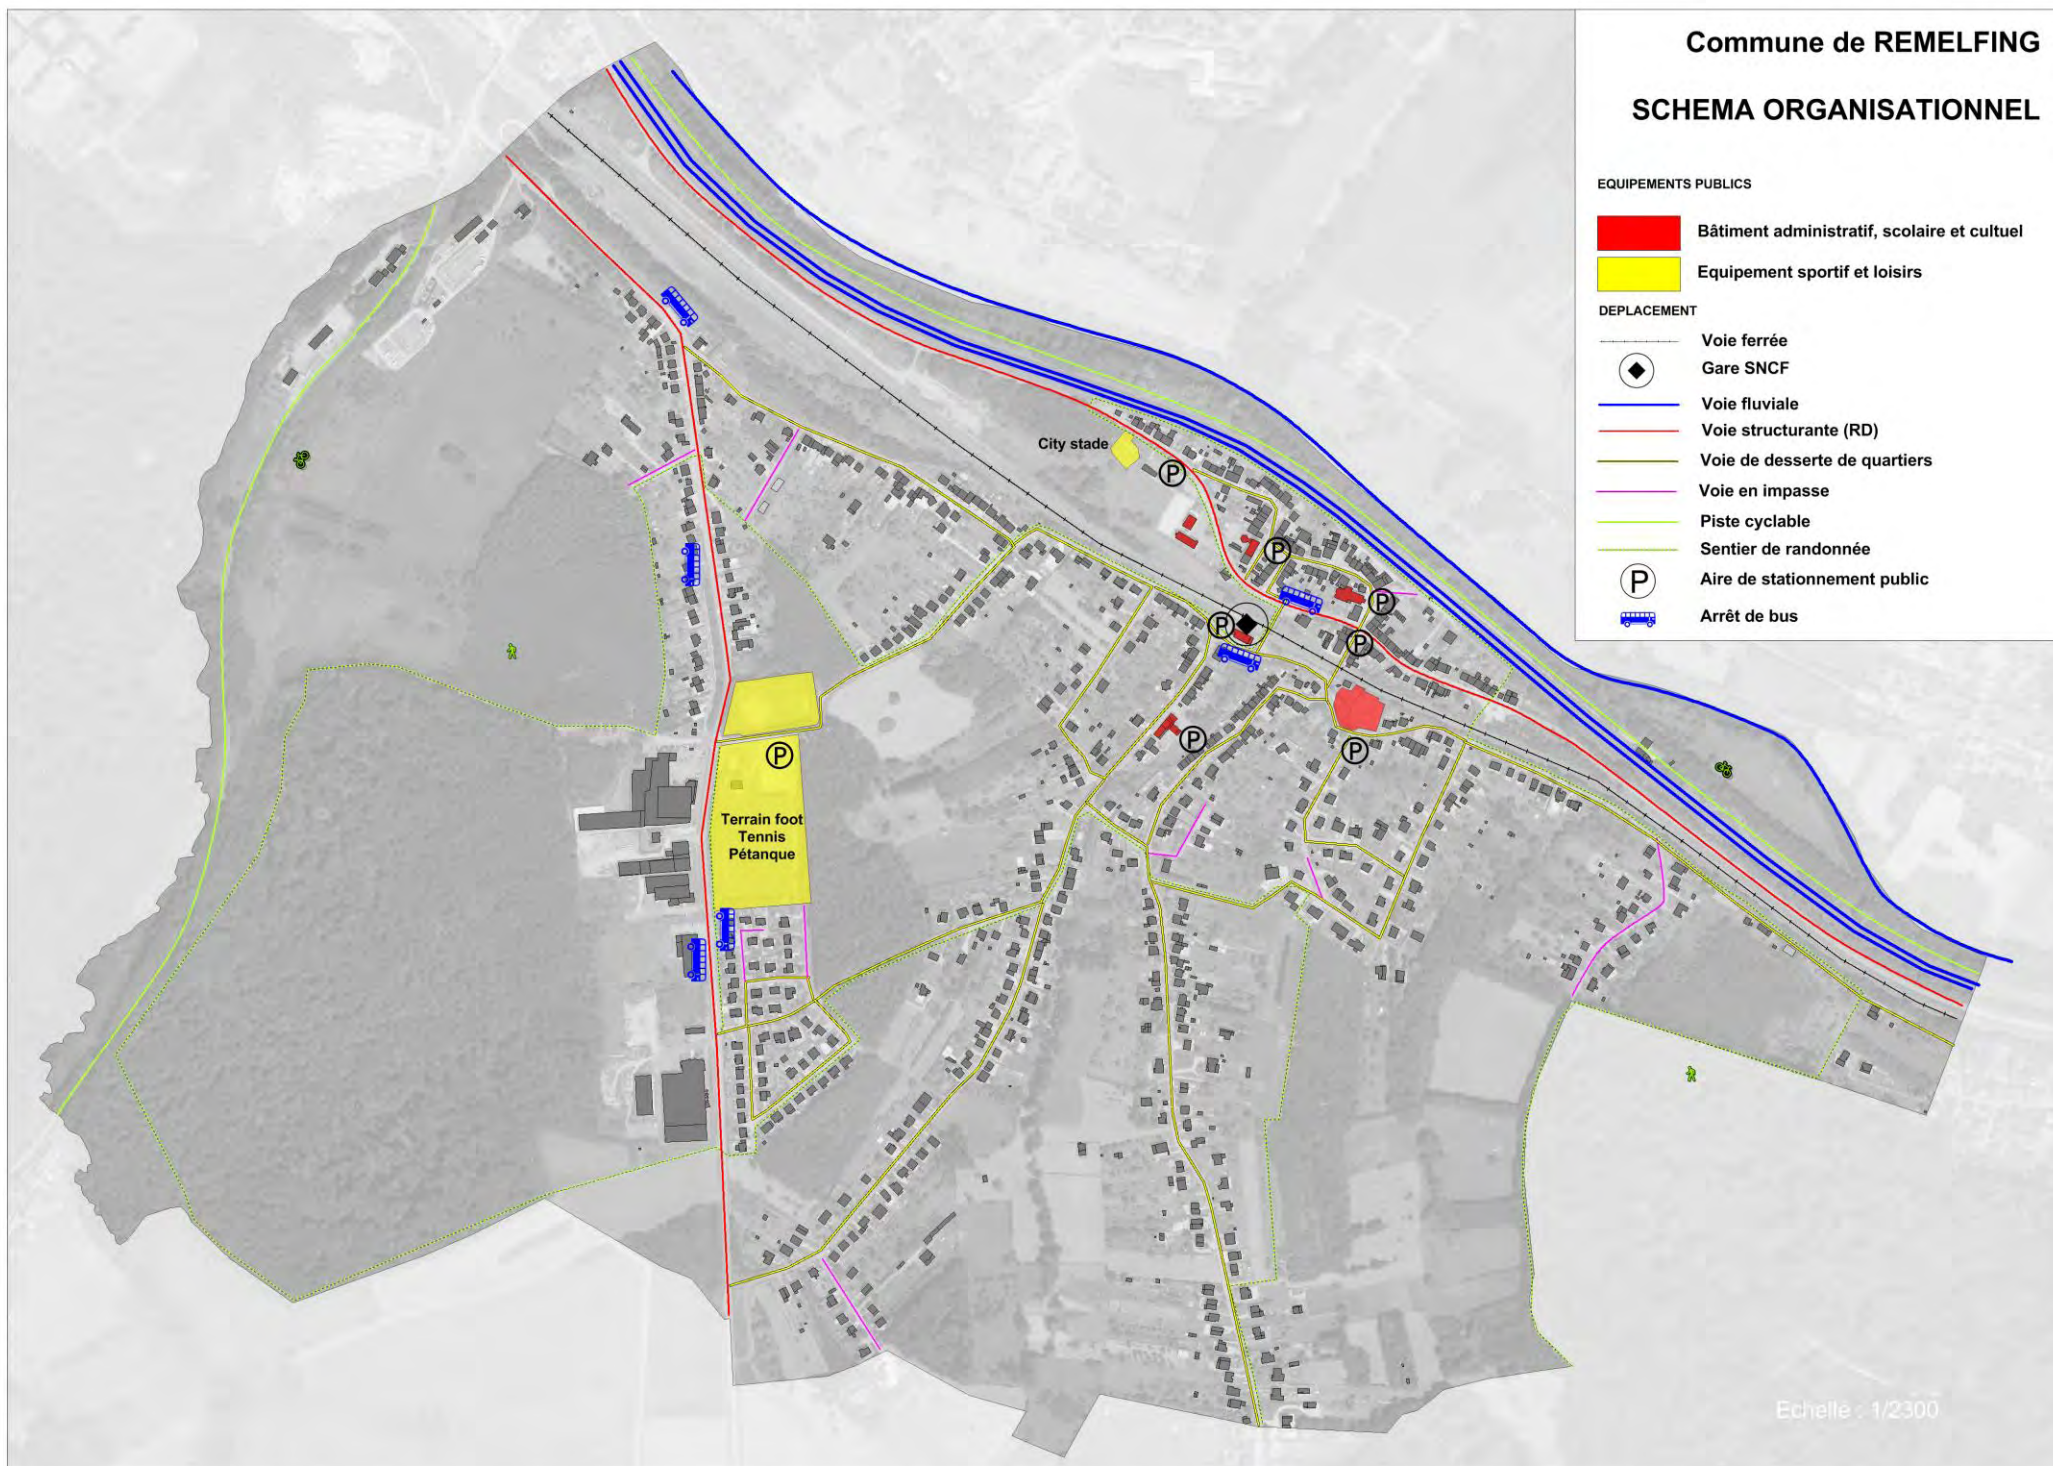 Commune de REMELFING
SCHEMA ORGANISATIONNEL
EQUIPEMENTS PUBLICS
Bâtiment administratif, scolaire et cultuel
Equipement sportif et loisirs
DEPLACEMENT
Voie ferrée
Gare SNCF
Voie fluviale
Voie structurante (RD)
Voie de desserte de quartiers
Voie en impasse
Piste cyclable
Sentier de randonnée
P Aire de stationnement public
Arrêt de bus
City stade
P
P
P
P
P
P
P
P
P
Terrain foot
Tennis
Pétanque
Echelle : 1/2300